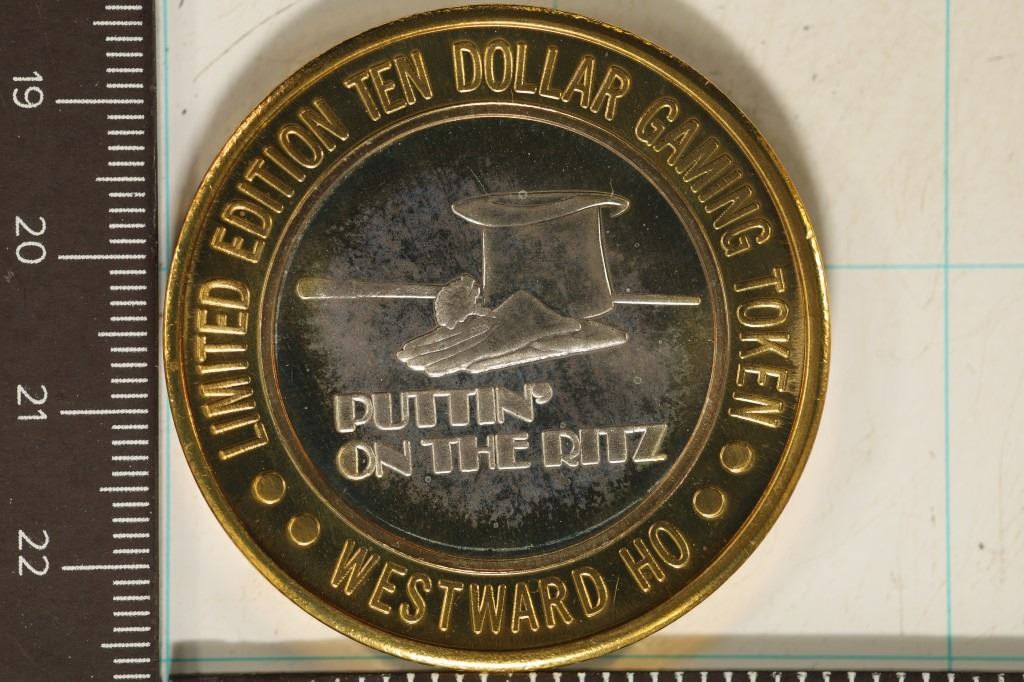 LIMITED EDITION TEN DOLLAR GAMING TOKEN
PUTTIN'
ON THE RITZ
WESTWARD HO
19
20
21
22